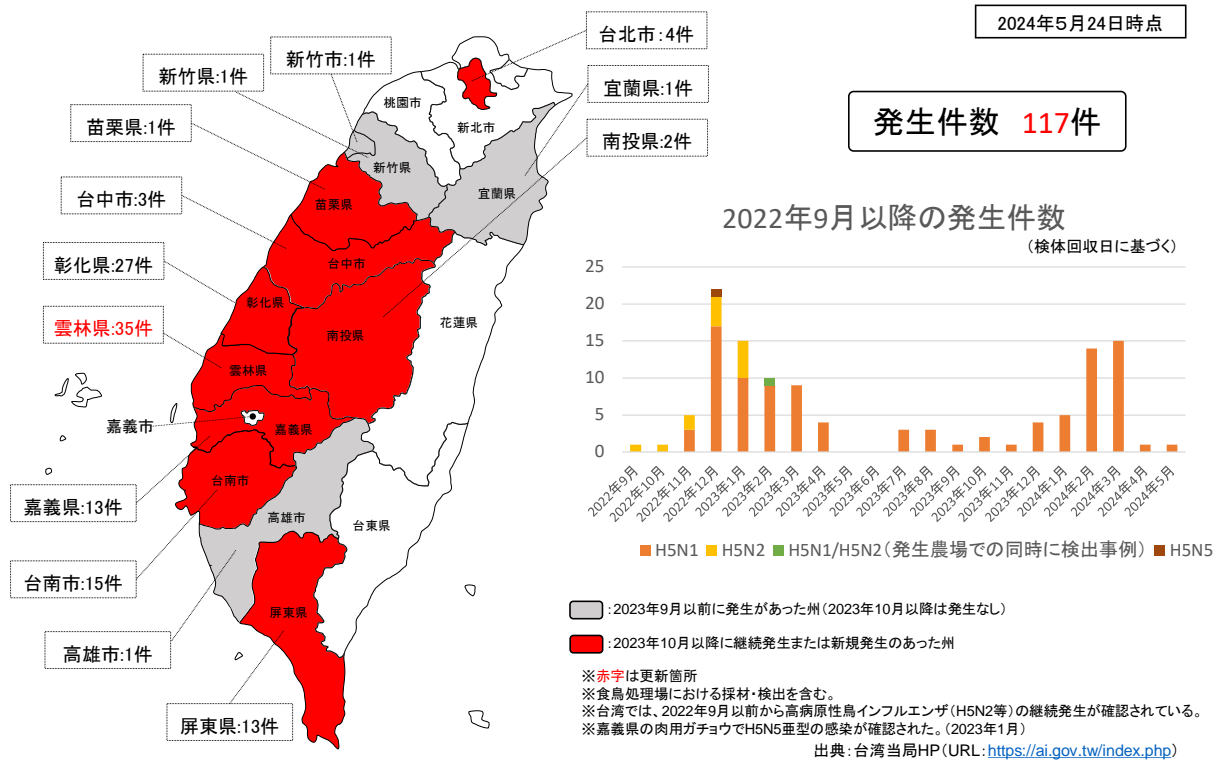 2024年5月24日時点
台北市:4件
新竹市:1件
新竹県:1件
宜蘭県:1件
苗栗県:1件
南投県:2件
台中市:3件
彰化県:27件
雲林県:35件
嘉義市
嘉義県:13件
台南市:15件
高雄市:1件
屏東県:13件
桃園市
新北市
新竹県
宜蘭県
苗栗県
台中市
彰化県
南投県
花蓮県
雲林県
嘉義県
台南市
高雄市
台東県
屏東県
発生件数 117件
2022年9月以降の発生件数
(検体回収日に基づく)
25
20
15
10
5
0
2022年9月
2022年10月
2022年11月
2022年12月
2023年1月
2023年2月
2023年3月
2023年4月
2023年5月
2023年6月
2023年7月
2023年8月
2023年9月
2022年10月
2023年11月
2023年12月
2024年1月
2024年2月
2024年3月
2024年4月
2024年5月
H5N1 H5N2 H5N1/H5N2(発生農場での同時に検出事例) H5N5
:2023年9月以前に発生があった州(2023年10月以降は発生なし)
:2023年10月以降に継続発生または新規発生のあった州
※赤字は更新箇所
※食鳥処理場における採材・検出を含む。
※台湾では、2022年9月以前から高病原性鳥インフルエンザ(H5N2等)の継続発生が確認されている。
※嘉義県の肉用ガチョウでH5N5亜型の感染が確認された。(2023年1月)
出典:台湾当局HP(URL:https://ai.gov.tw/index.php)